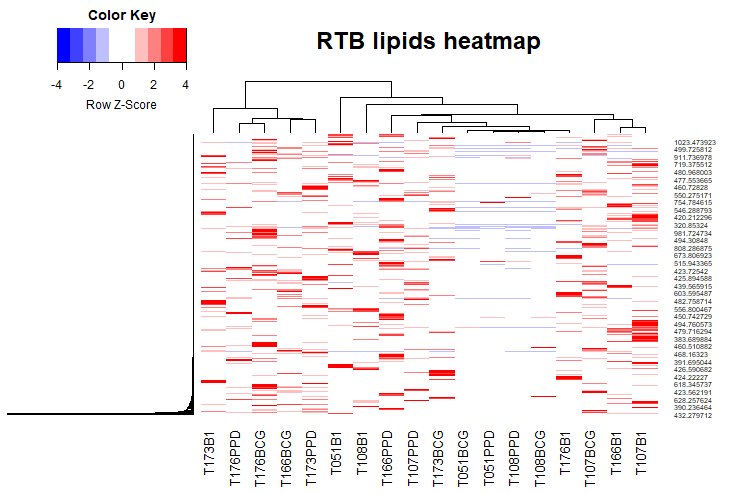 Color Key
-4 -2 0 2 4
Row Z-Score
RTB lipids heatmap
1023.473923
499.725812
911.736978
719.375512
480.968003
477.553665
460.72828
550.275171
754.784615
546.288793
420.212296
320.85324
981.724734
494.30848
808.286875
673.806923
515.943365
423.72542
425.894588
439.565915
603.595487
482.758714
556.800467
450.742729
494.760573
479.716294
383.689884
460.510882
468.16323
391.695044
426.590682
424.22227
618.345737
423.562191
628.257624
390.236464
432.279712
T173B1
T176PPD
T176BCG
T166BCG
T173PPD
T051B1
T108B1
T166PPD
T107PPD
T173BCG
T051BCG
T051PPD
T108PPD
T108BCG
T176B1
T107BCG
T166B1
T107B1